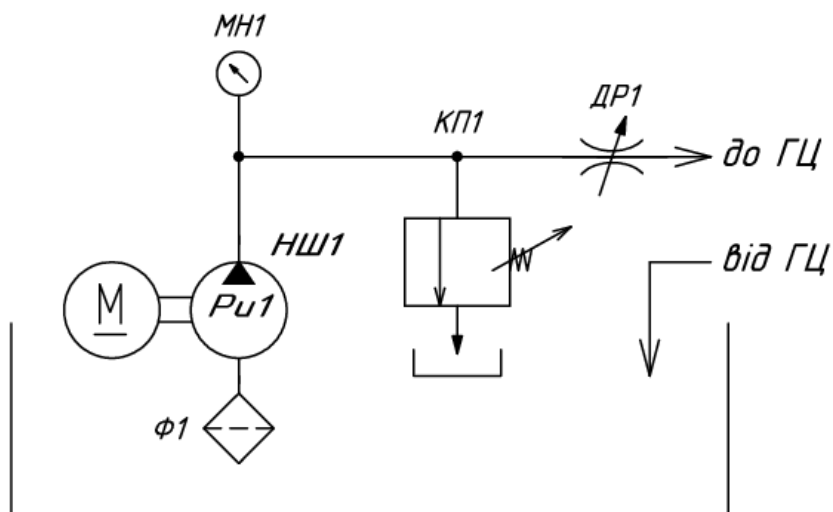 МН1
ДР1
КП1
до ГЦ
НШ1
від ГЦ
М
Ри1
Ф1